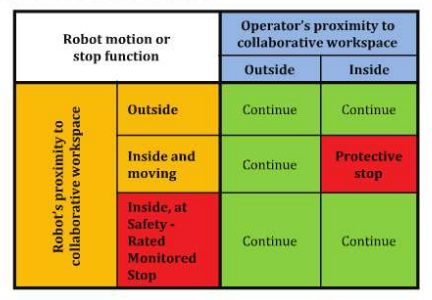 Robot motion or
stop function
Operator's proximity to
collaborative workspace
Outside
Inside
Robot's proximity to
collaborative workspace
Outside
Continue
Continue
Inside and
moving
Continue
Protective
stop
Inside, at
Safety -
Rated
Monitored
Stop
Continue
Continue